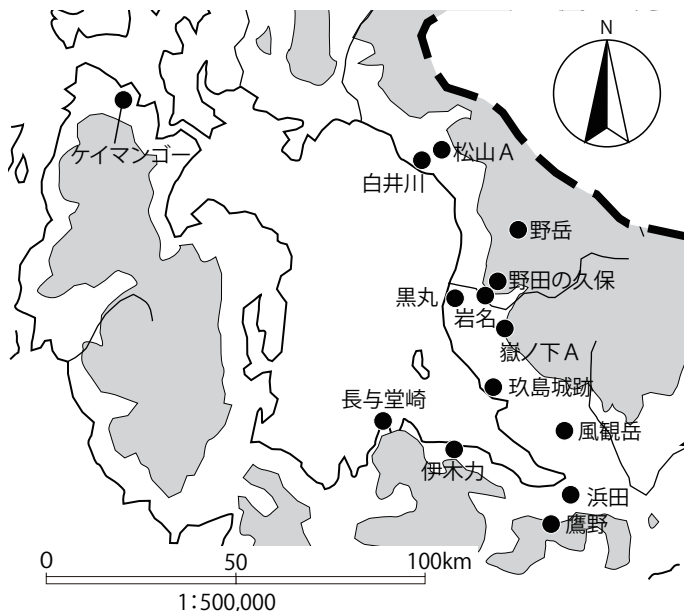 N
ケイマンゴー
松山A
白井川
野岳
野田の久保
黒丸
岩名
嶽ノ下A
玖島城跡
長与堂崎
風観岳
伊木力
浜田
鷹野
0 50 100km
1:500,000